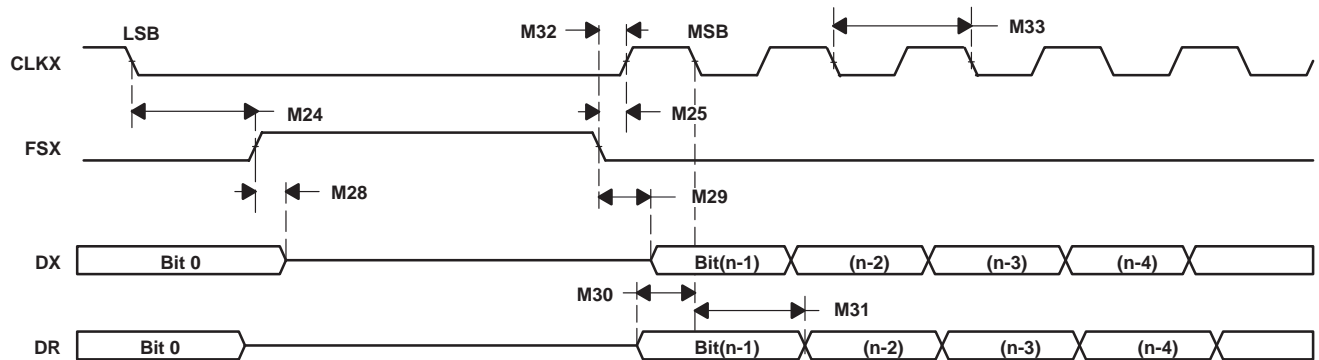 LSB
M32
MSB
M33
CLKX
M24
M25
FSX
M28
M29
DX
Bit 0
Bit(n-1)
(n-2)
(n-3)
(n-4)
M30
M31
DR
Bit 0
Bit(n-1)
(n-2)
(n-3)
(n-4)